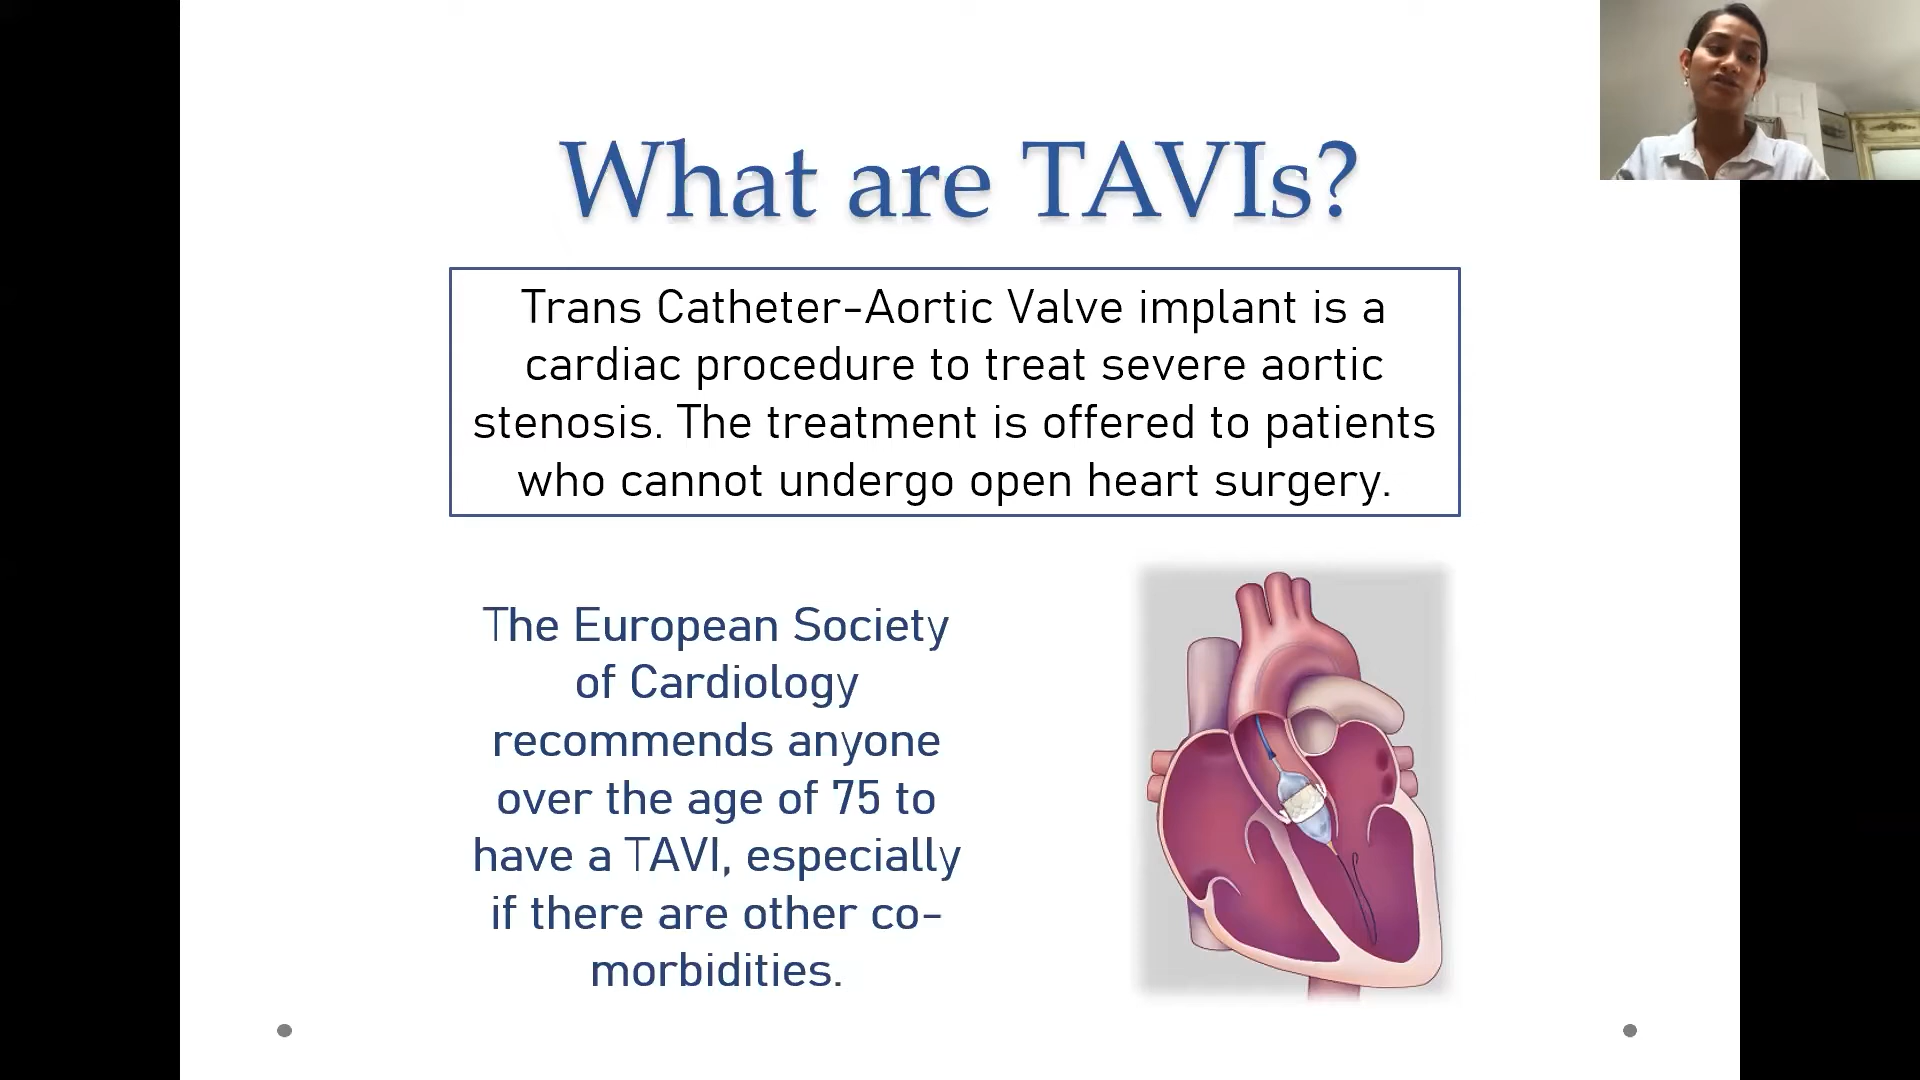 What are TAVIs?
Trans Catheter-Aortic Valve implant is a
cardiac procedure to treat severe aortic
stenosis. The treatment is offered to patients
who cannot undergo open heart surgery.
The European Society
of Cardiology
recommends anyone
over the age of 75 to
have a TAVI, especially
if there are other co-
morbidities.